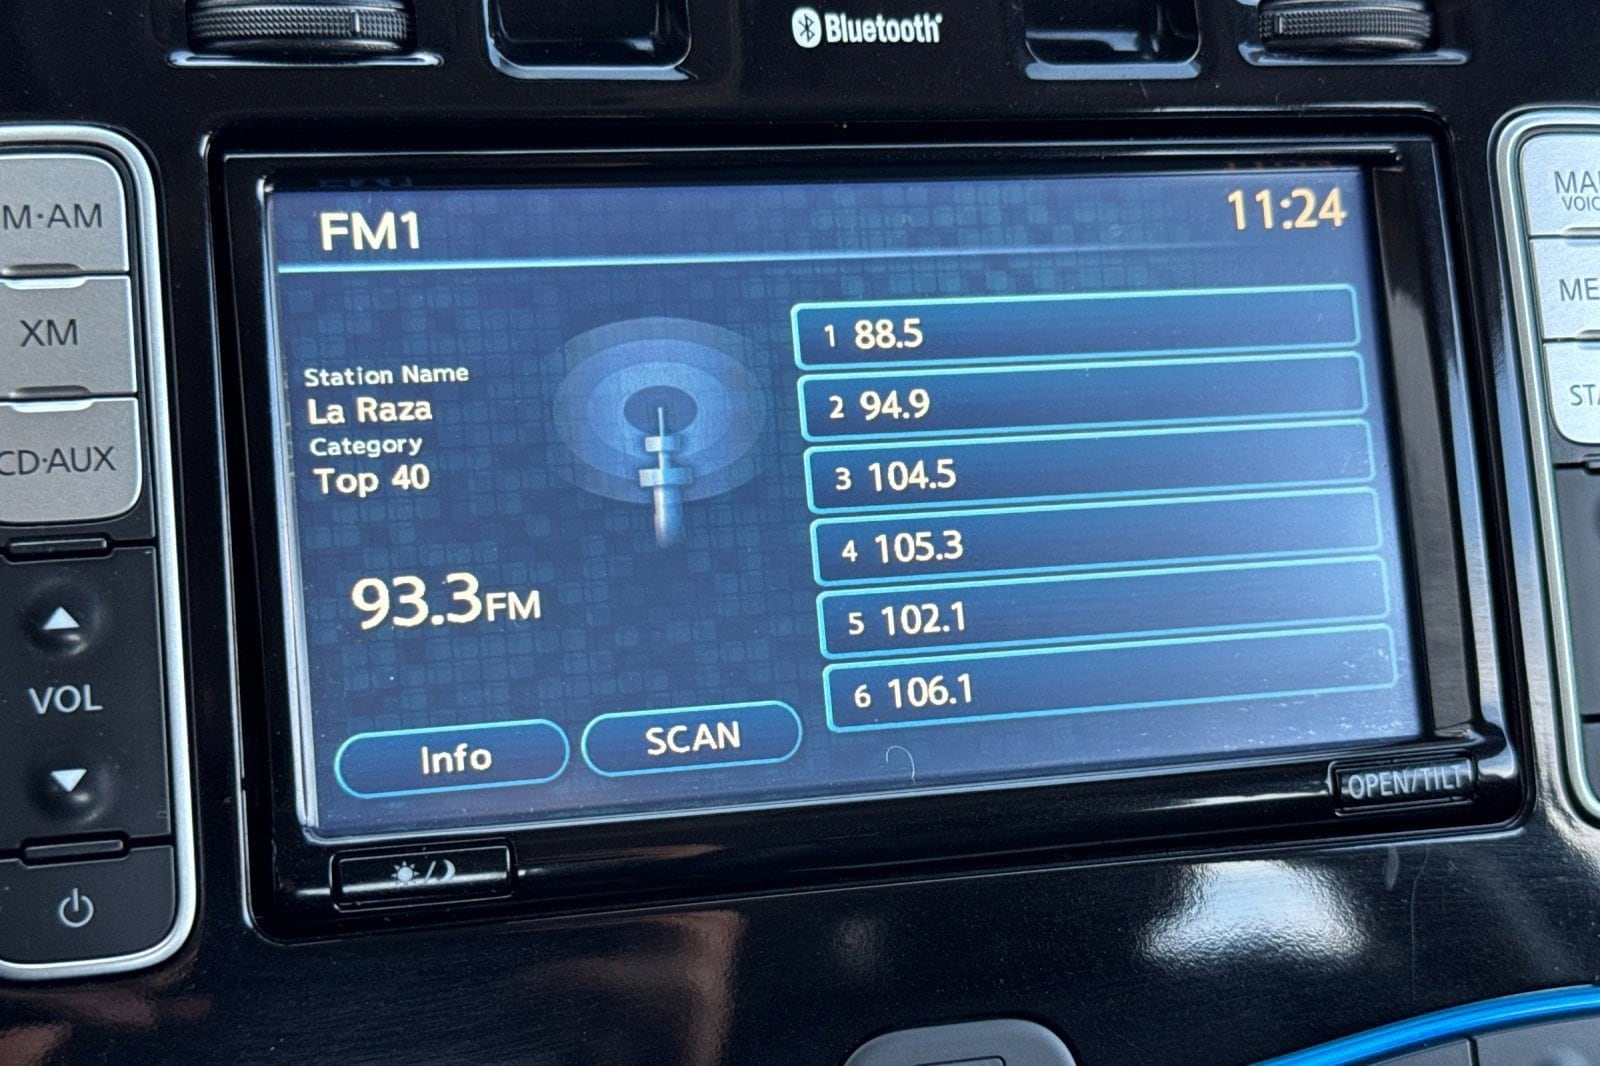 Bluetooth
FM1
11:24
M·AM
XM
CD·AUX
VOL
Station Name
La Raza
Category
Top 40
93.3FM
Info
SCAN
1 88.5
2 94.9
3 104.5
4 105.3
5 102.1
6 106.1
OPEN/TILT